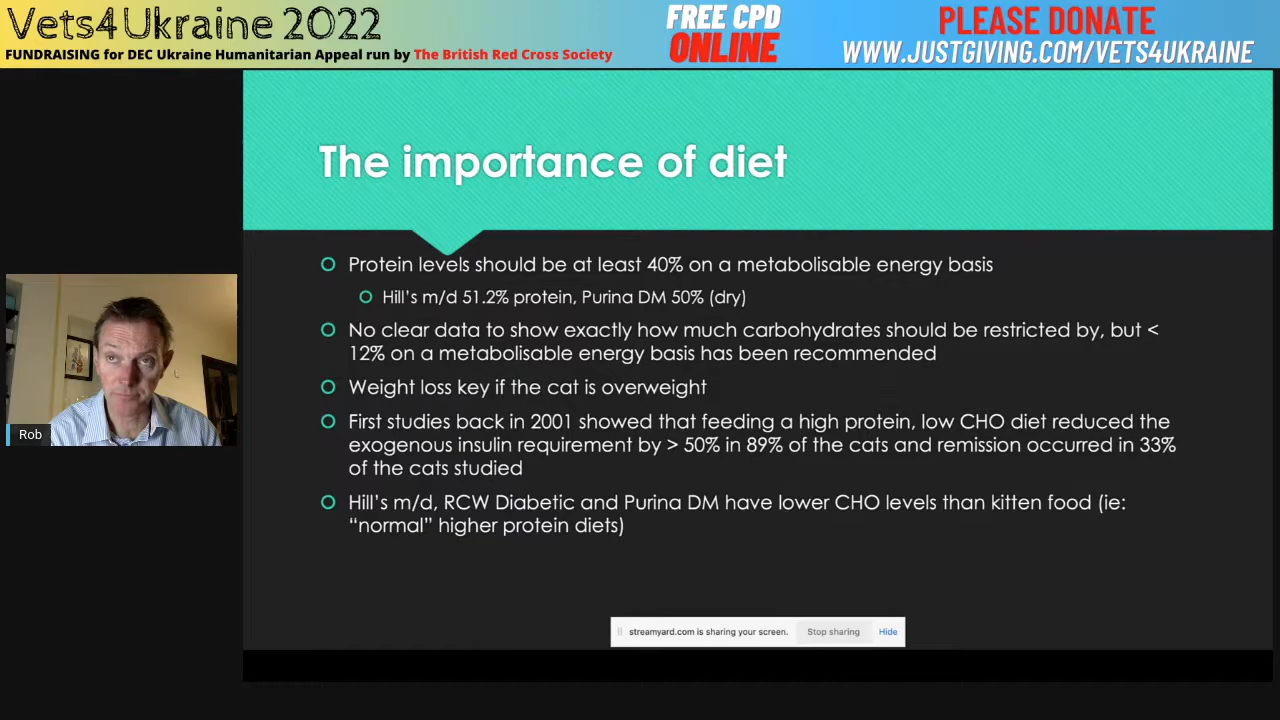 Vets4Ukraine 2022
FUNDRAISING for DEC Ukraine Humanitarian Appeal run by The British Red Cross Society
FREE CPD
ONLINE
PLEASE DONATE
WWW.JUSTGIVING.COM/VETS4UKRAINE
The importance of diet
Protein levels should be at least 40% on a metabolisable energy basis
Hill's m/d 51.2% protein, Purina DM 50% (dry)
No clear data to show exactly how much carbohydrates should be restricted by, but <
12% on a metabolisable energy basis has been recommended
Weight loss key if the cat is overweight
First studies back in 2001 showed that feeding a high protein, low CHO diet reduced the
exogenous insulin requirement by > 50% in 89% of the cats and remission occurred in 33%
of the cats studied
Hill's m/d, RCW Diabetic and Purina DM have lower CHO levels than kitten food (ie:
“normal” higher protein diets)
Rob
streamyard.com is sharing your screen.
Stop sharing
Hide